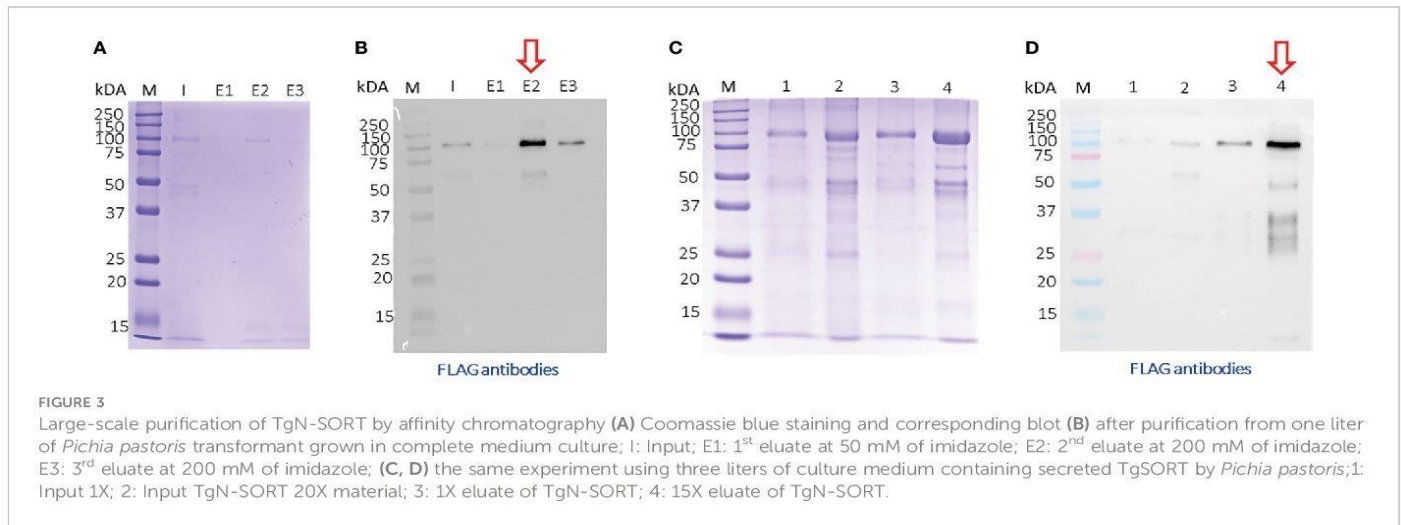 A
B
C
D
kDA M I E1 E2 E3
250
150
100
75
50
37
25
20
15
kDA M I E1 E2 E3
250
150
100
75
50
37
25
20
15
FLAG antibodies
kDA M 1 2 3 4
250
150
100
75
50
37
25
20
15
kDA M 1 2 3 4
250
150
100
75
50
37
25
20
15
FLAG antibodies
FIGURE 3
Large-scale purification of TgN-SORT by affinity chromatography (A) Coomassie blue staining and corresponding blot (B) after purification from one liter
of Pichia pastoris transformant grown in complete medium culture; I: Input; E1: 1st eluate at 50 mM of imidazole; E2: 2nd eluate at 200 mM of imidazole;
E3: 3rd eluate at 200 mM of imidazole; (C, D) the same experiment using three liters of culture medium containing secreted TgSORT by Pichia pastoris;1:
Input 1X; 2: Input TgN-SORT 20X material; 3: 1X eluate of TgN-SORT; 4: 15X eluate of TgN-SORT.